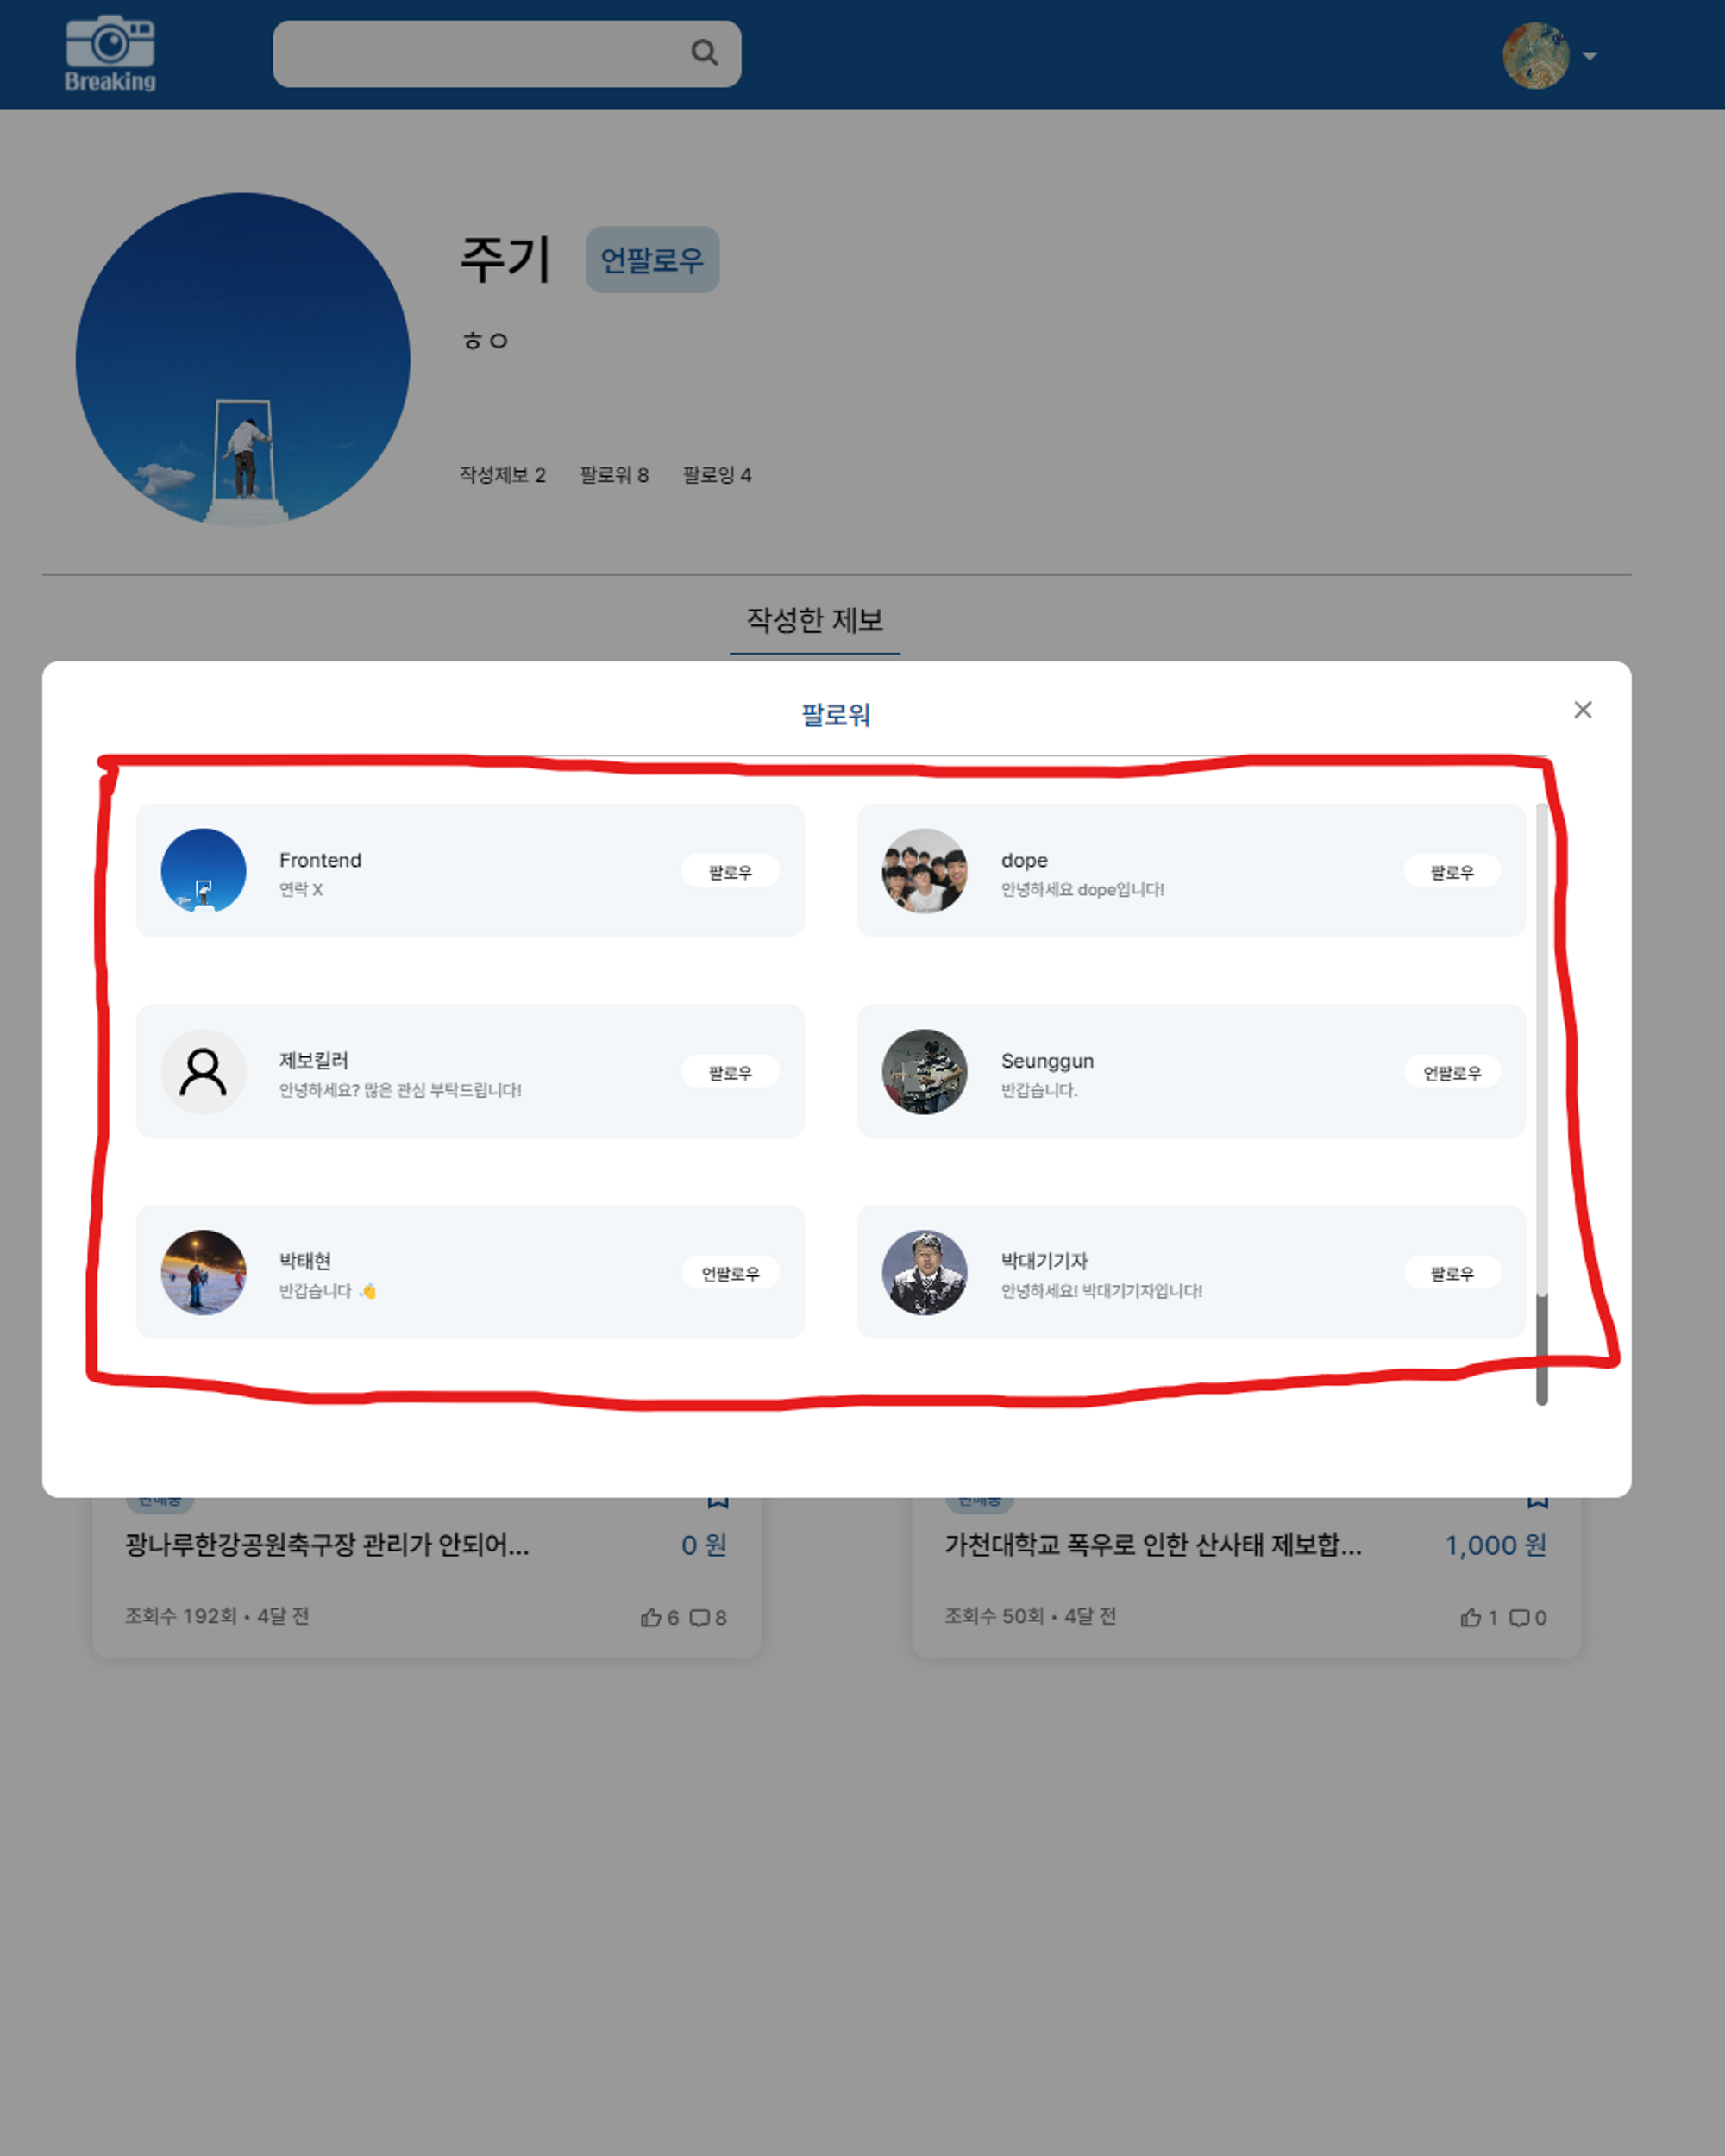 Breaking
주기 언팔로우
ㅎㅇ
작성제보 2 팔로워 8 팔로잉 4
작성한 제보
팔로워
Frontend
연락 X
팔로우
dope
안녕하세요 dope입니다!
팔로우
제보킬러
안녕하세요? 많은 관심 부탁드립니다!
팔로우
Seunggun
반갑습니다.
언팔로우
박태현
반갑습니다 👏
언팔로우
박대기기자
안녕하세요! 박대기기자입니다!
팔로우
광나루한강공원축구장 관리가 안되어... 0 원
조회수 192회 • 4달 전 6 8
가천대학교 폭우로 인한 산사태 제보합... 1,000 원
조회수 50회 • 4달 전 1 0